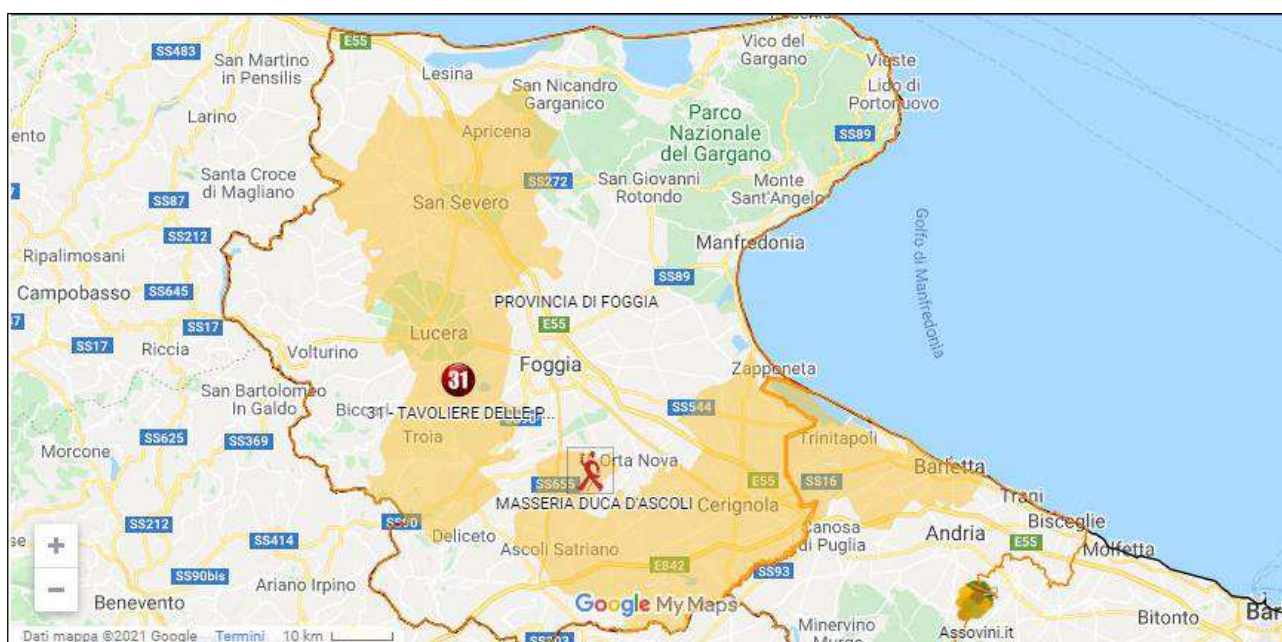 E55
SS483
San Martino
in Pensilis
Lesina
Vico del
Gargano
Vieste
Lido di
Portonuovo
San Nicandro
Garganico
Larino
Apricena
Parco
Nazionale
del Gargano
SS89
Santa Croce
di Magliano
SS87
SS272
San Giovanni
Rotondo
Monte
Sant'Angelo
San Severo
SS212
Ripalimosani
Manfredonia
Golfo di Manfredonia
Campobasso
SS645
SS89
PROVINCIA DI FOGGIA
SS17
SS17
Riccia
Lucera
E55
Volturino
Foggia
Zapponeta
31
San Bartolomeo
In Galdo
Biccari
31 - TAVOLIERE DELLE P...
SS90
SS544
SS625
SS369
Troia
Trinitapoli
Morcone
Orta Nova
Barletta
SS655
E55
SS16
MASSERIA DUCA D'ASCOLI
Cerignola
Trani
Bisceglie
SS212
SS90
Deliceto
Canosa
di Puglia
Andria
E55
Molfetta
SS414
Ascoli Satriano
E842
SS93
SS90bis
Ariano Irpino
Benevento
Google My Maps
Bitonto
Assovini.it
Minervino
Dati mappa ©2021 Google
Termini
10 km
+
−